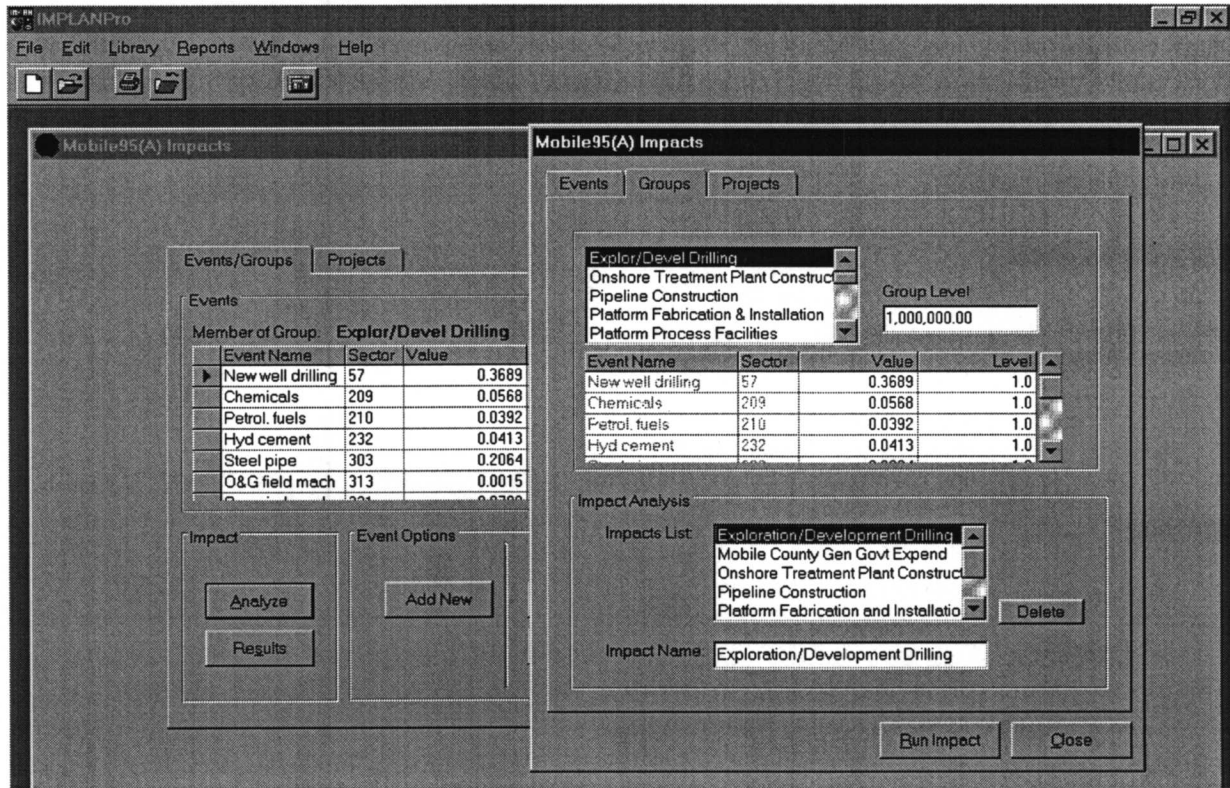 IMPLANPro
File Edit Library Reports Windows Help
Mobile95(A) Impacts
Events/Groups Projects
Events
Member of Group: Explor/Devel Drilling
Event Name Sector Value
New well drilling 57 0.3689
Chemicals 209 0.0568
Petrol. fuels 210 0.0392
Hyd cement 232 0.0413
Steel pipe 303 0.2064
O&G field mach 313 0.0015
Impact
Event Options
Analyze
Add New
Results
Mobile95(A) Impacts
Events Groups Projects
Explor/Devel Drilling
Onshore Treatment Plant Construct
Pipeline Construction
Platform Fabrication & Installation
Platform Process Facilities
Group Level
1,000,000.00
Event Name Sector Value Level
New well drilling 57 0.3689 1.0
Chemicals 209 0.0568 1.0
Petrol. fuels 210 0.0392 1.0
Hyd cement 232 0.0413 1.0
Impact Analysis
Impacts List:
Exploration/Development Drilling
Mobile County Gen Govt Expend
Onshore Treatment Plant Construct
Pipeline Construction
Platform Fabrication and Installatio
Delete
Impact Name: Exploration/Development Drilling
Run Impact Close